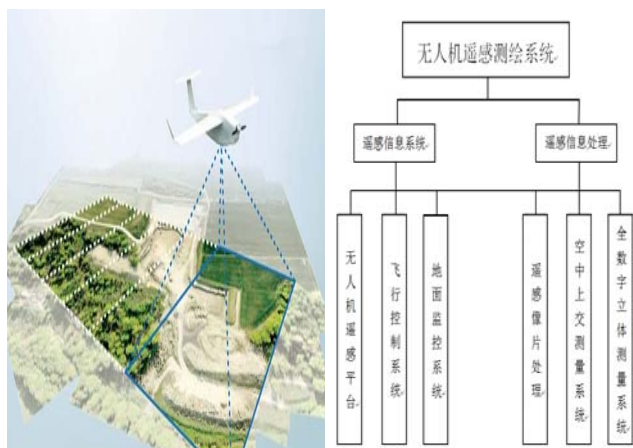 无人机遥感测绘系统
遥感信息系统
遥感信息处理
无人机遥感平台
飞行控制系统
地面监控系统
遥感像片处理
空中上交测量系统
全数字立体测量系统